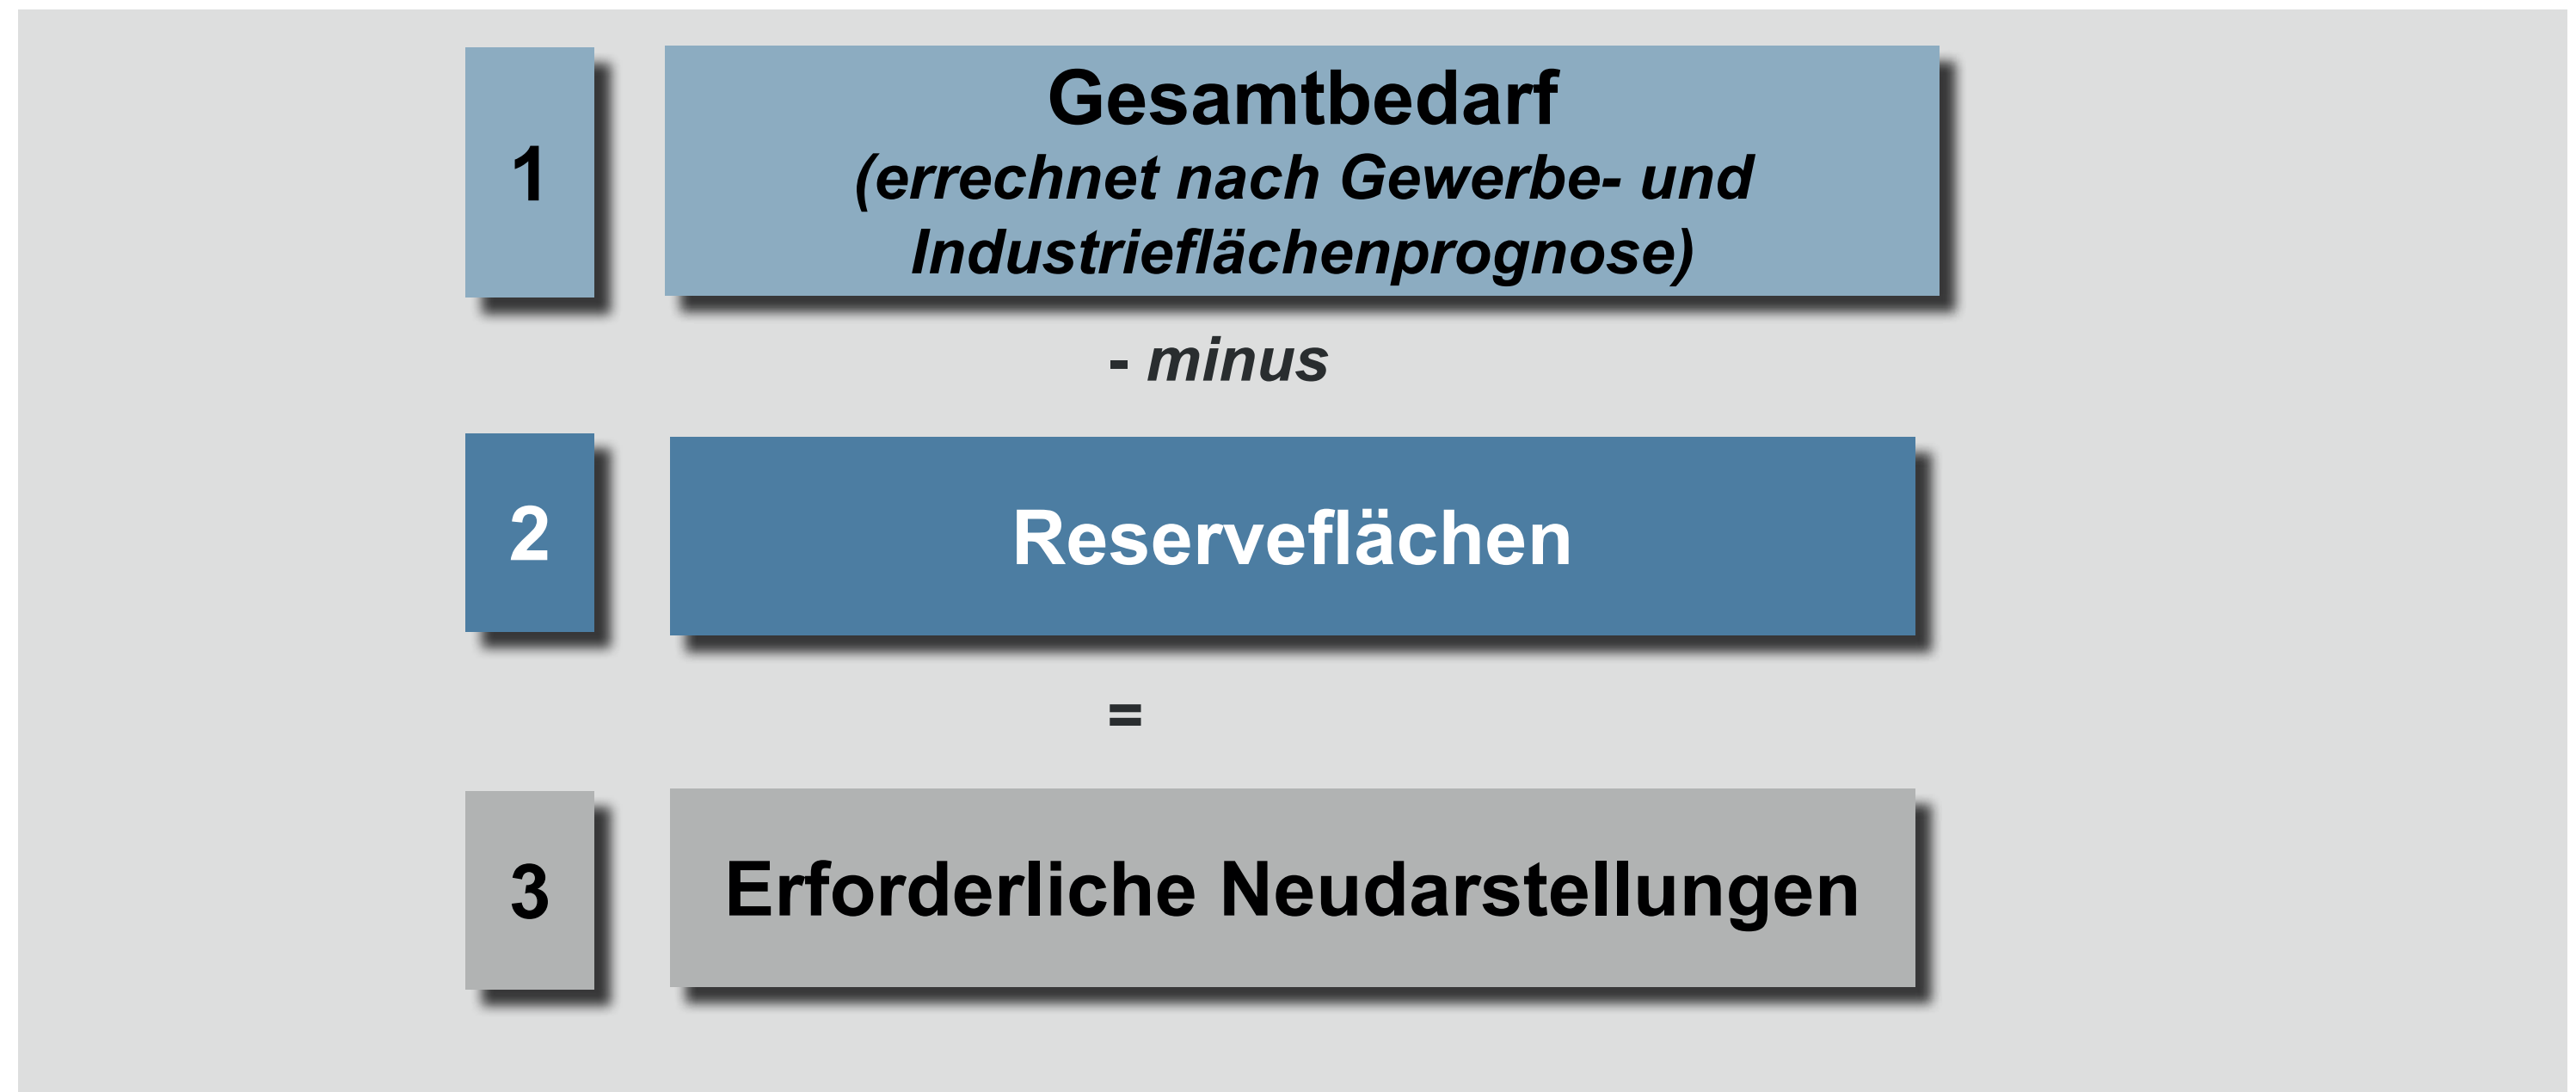 1
Gesamtbedarf
(errechnet nach Gewerbe- und
Industrieflächenprognose)
- minus
2
Reserveflächen
=
3
Erforderliche Neudarstellungen